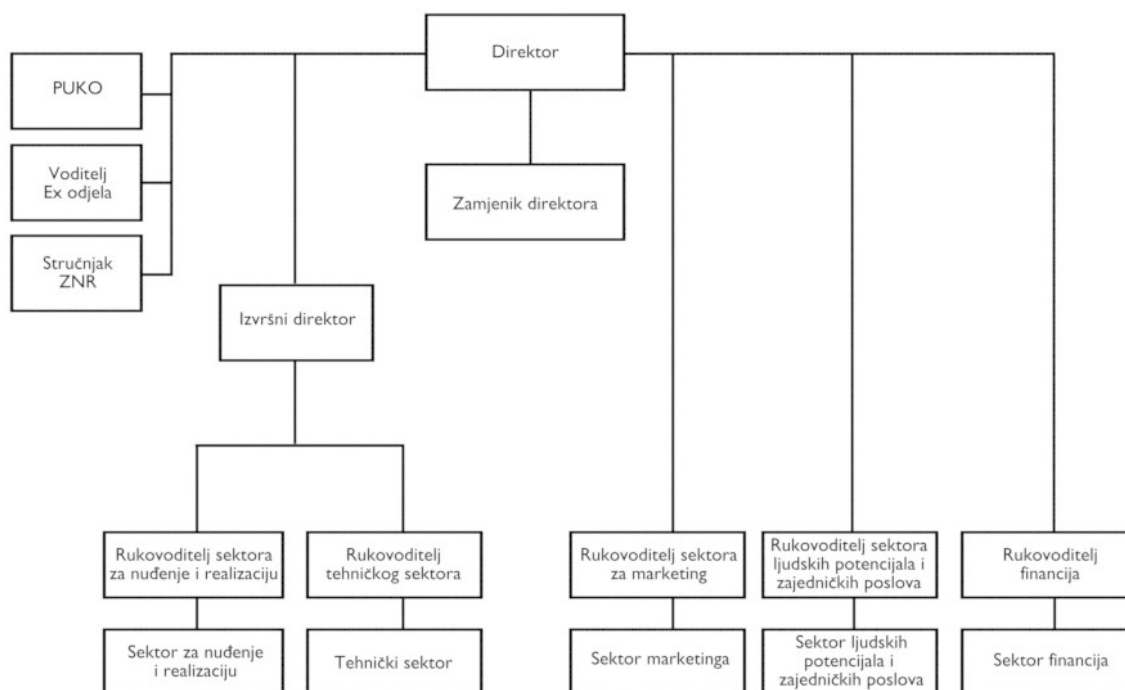 Direktor
PUKO
Voditelj
Ex odjela
Zamjenik direktora
Stručnjak
ZNR
Izvršni direktor
Rukovoditelj sektora
za nuđenje i realizaciju
Rukovoditelj
tehničkog sektora
Rukovoditelj sektora
za marketing
Rukovoditelj sektora
ljudskih potencijala i
zajedničkih poslova
Rukovoditelj
financija
Sektor za nuđenje
i realizaciju
Tehnički sektor
Sektor marketinga
Sektor ljudskih
potencijala i
zajedničkih poslova
Sektor financija